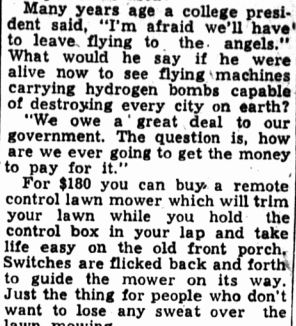 Many years age a college presi-
dent said, "I'm afraid we'll have
to leave flying to the angels."
What would he say if he were
alive now to see flying machines
carrying hydrogen bombs capable
of destroying every city on earth?
"We owe a great deal to our
government. The question is, how
are we ever going to get the money
to pay for it."
For $180 you can buy a remote
control lawn mower which will trim
your lawn while you hold the
control box in your lap and take
life easy on the old front porch.
Switches are flicked back and forth
to guide the mower on its way.
Just the thing for people who don't
want to lose any sweat over the
lawn mowing